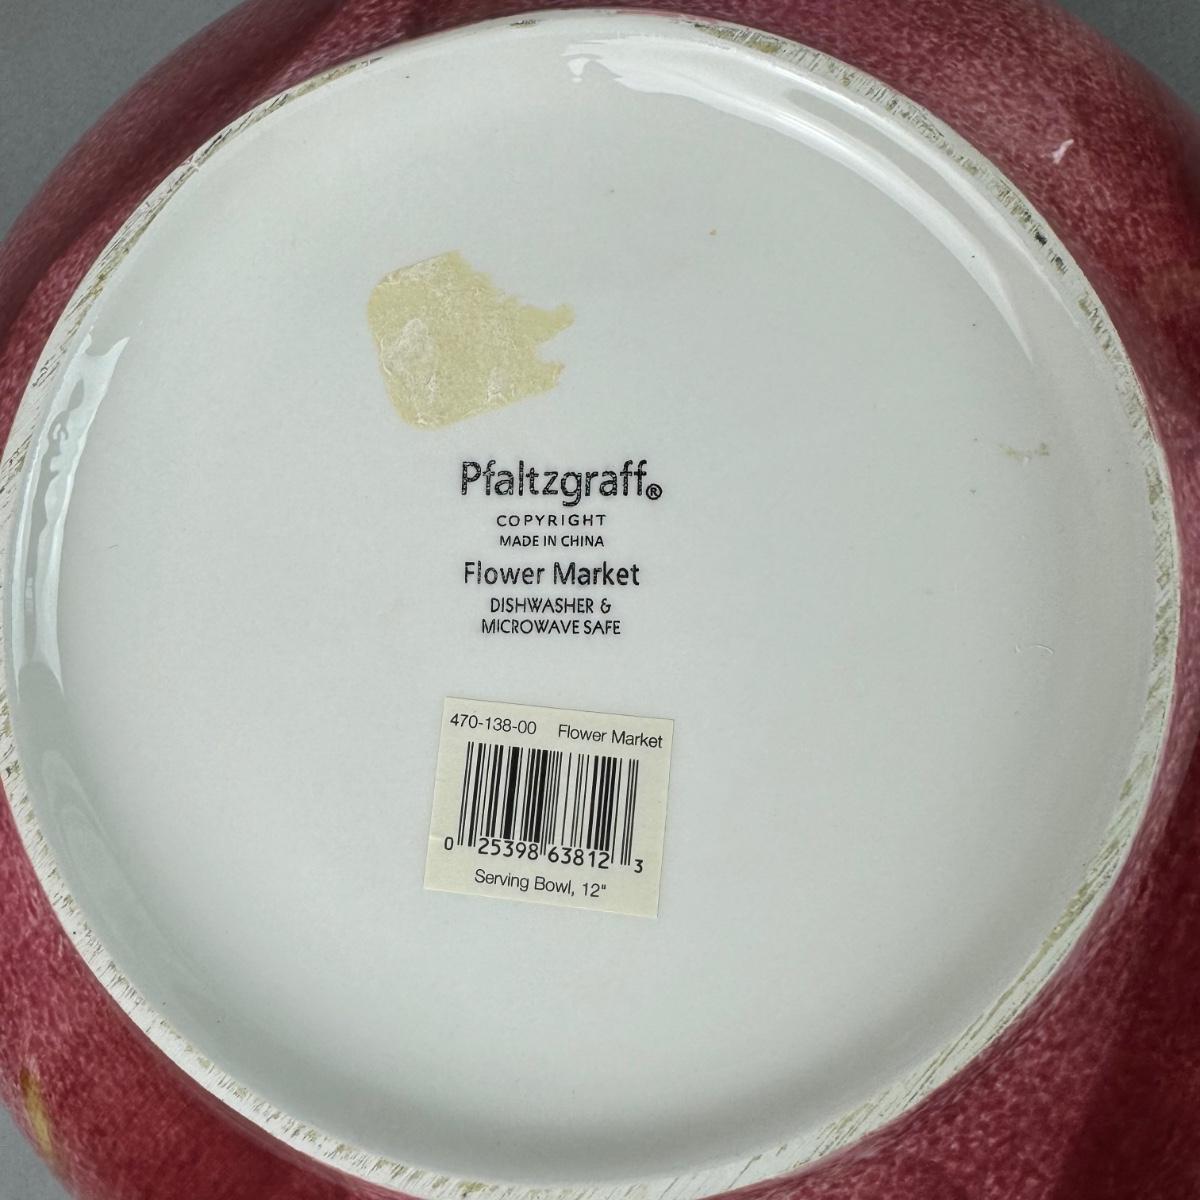 Pfaltzgraff®
COPYRIGHT
MADE IN CHINA
Flower Market
DISHWASHER &
MICROWAVE SAFE
470-138-00 Flower Market
0 25398 63812 3
Serving Bowl, 12"